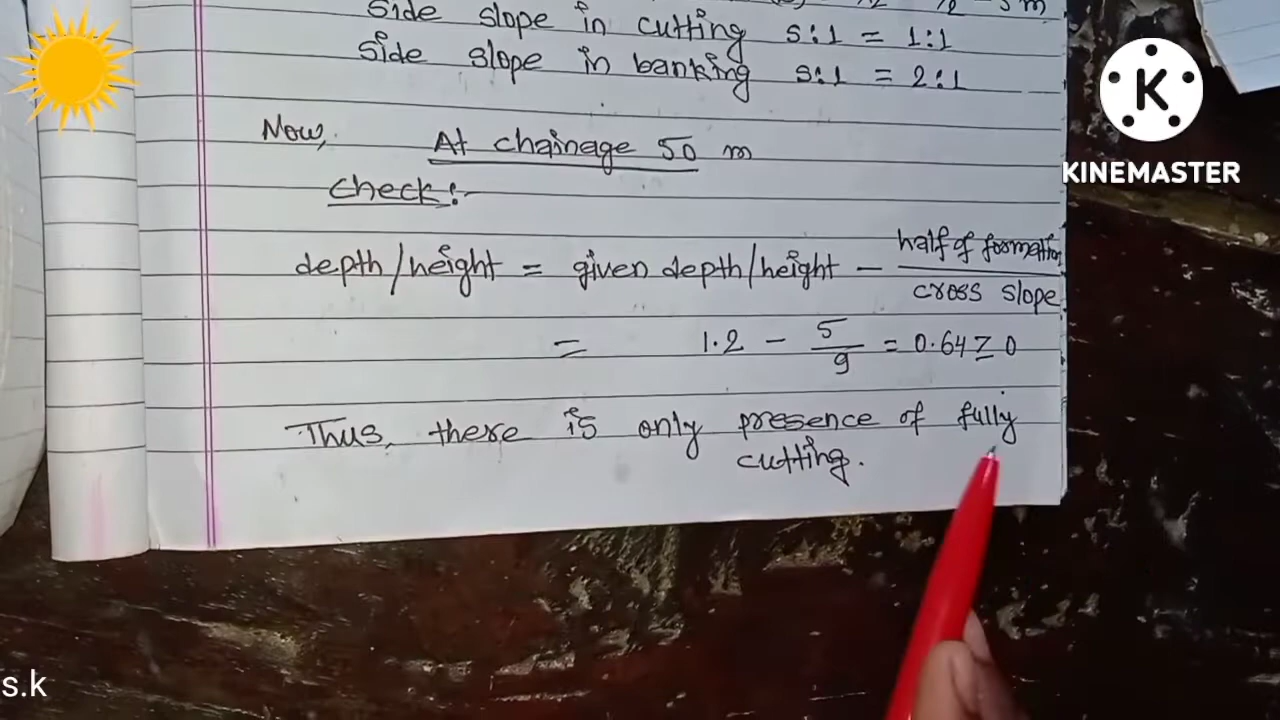 Side slope in cutting s:1 = 1:1
Side slope in banking s:1 = 2:1
Now, At chainage 50 m
Check:-
depth/height = given depth/height - half of formation / cross slope
= 1.2 - 5/9 = 0.64 ≥ 0
Thus, there is only presence of fully
cutting.
K
KINEMASTER
s.k